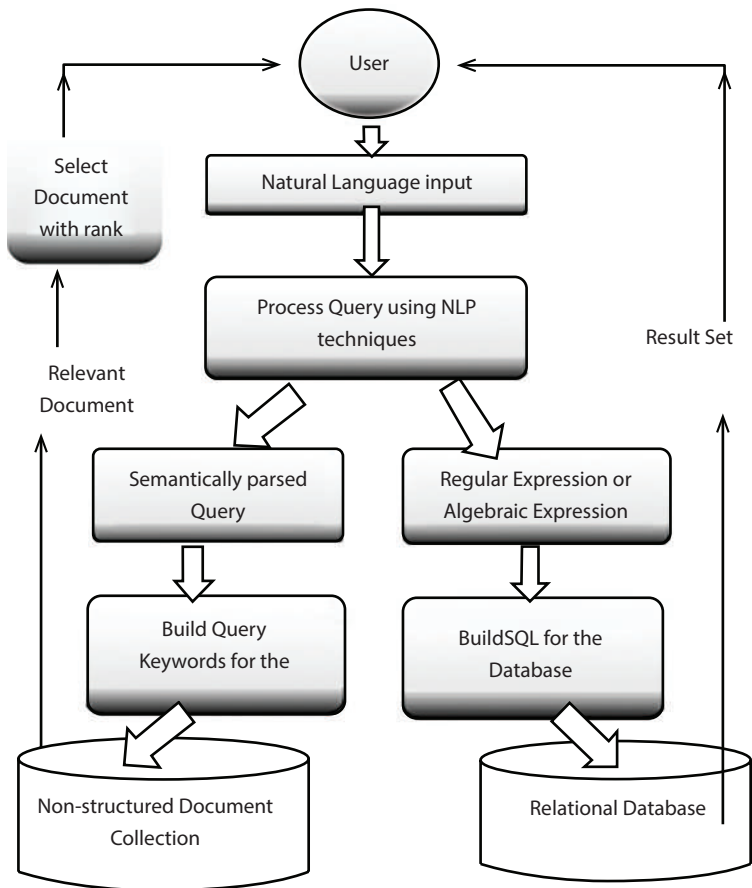 User
Select
Document
with rank
Natural Language input
Process Query using NLP
techniques
Result Set
Relevant
Document
Semantically parsed
Query
Regular Expression or
Algebraic Expression
Build Query
Keywords for the
BuildSQL for the
Database
Non-structured Document
Collection
Relational Database